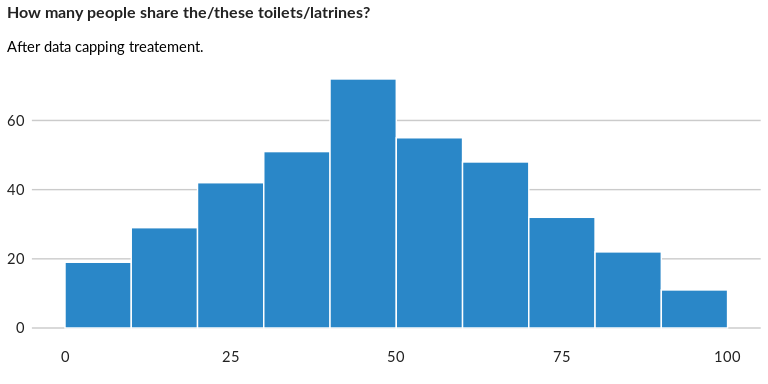 How many people share the/these toilets/latrines?
After data capping treatement.
60
40
20
0
0 25 50 75 100